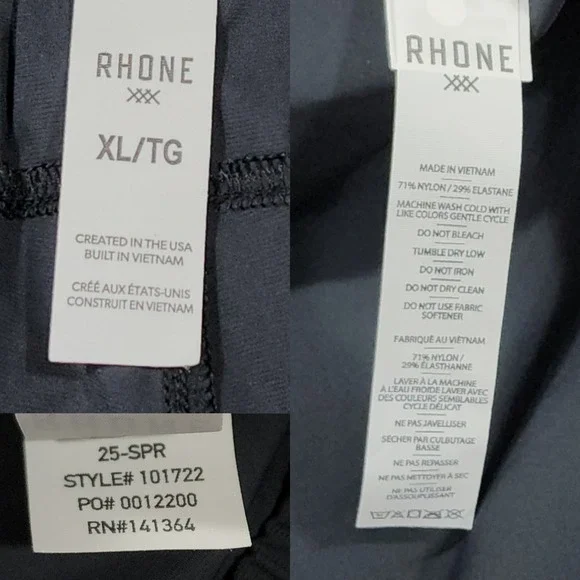 RHONE
XL/TG
CREATED IN THE USA
BUILT IN VIETNAM
CRÉÉ AUX ÉTATS-UNIS
CONSTRUIT EN VIETNAM
25-SPR
STYLE# 101722
PO# 0012200
RN#141364
RHONE
MADE IN VIETNAM
71% NYLON / 29% ELASTANE
MACHINE WASH COLD WITH
LIKE COLORS GENTLE CYCLE
DO NOT BLEACH
TUMBLE DRY LOW
DO NOT IRON
DO NOT DRY CLEAN
DO NOT USE FABRIC
SOFTENER
FABRIQUÉ AU VIETNAM
71% NYLON /
29% ÉLASTHANNE
LAVER À LA MACHINE
À L'EAU FROIDE LAVER AVEC
DES COULEURS SEMBLABLES
CYCLE DÉLICAT
NE PAS JAVELLISER
SÉCHER PAR CULBUTAGE
BASSE
NE PAS REPASSER
NE PAS NETTOYER À SEC
NE PAS UTILISER
D'ASSOUPLISSANT